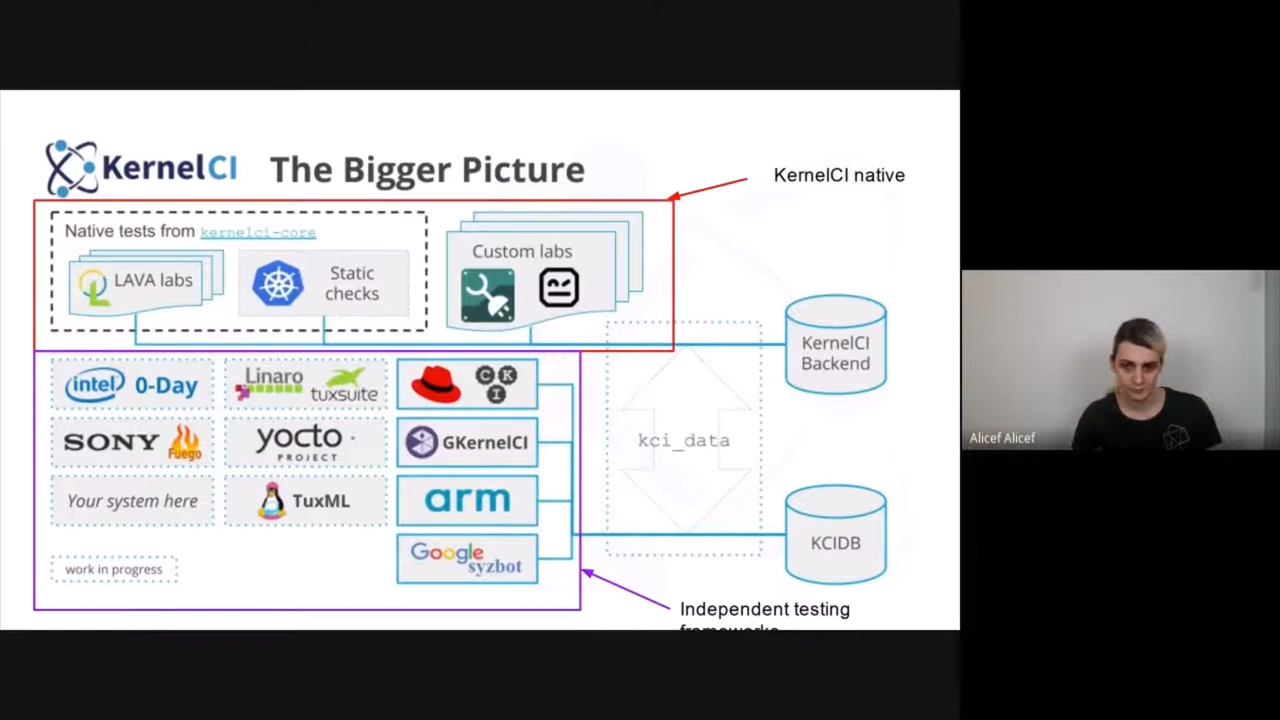 KernelCI The Bigger Picture
KernelCI native
Native tests from kernelci-core
LAVA labs
Static
checks
Custom labs
KernelCI
Backend
intel 0-Day
Linaro
tuxsuite
C K
I
SONY
Fuego
yocto
PROJECT
GKernelCI
kci_data
Your system here
TuxML
arm
Google
syzbot
KCIDB
work in progress
Independent testing
frameworks
Alicef Alicef